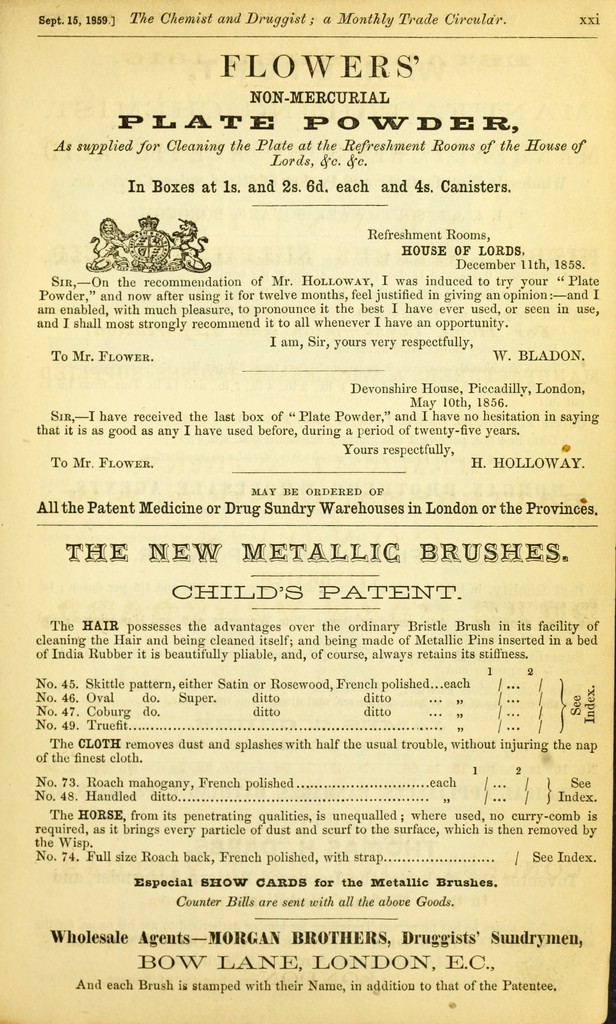 Sept. 15, 1859.] The Chemist and Druggist; a Monthly Trade Circular. xxi
FLOWERS'
NON-MERCURIAL
PLATE POWDER,
As supplied for Cleaning the Plate at the Refreshment Rooms of the House of
Lords, &c. &c.
In Boxes at 1s. and 2s. 6d. each and 4s. Canisters.
Refreshment Rooms,
HOUSE OF LORDS,
December 11th, 1858.
SIR,—On the recommendation of Mr. HOLLOWAY, I was induced to try your "Plate
Powder," and now after using it for twelve months, feel justified in giving an opinion:—and I
am enabled, with much pleasure, to pronounce it the best I have ever used, or seen in use,
and I shall most strongly recommend it to all whenever I have an opportunity.
I am, Sir, yours very respectfully,
To Mr. FLOWER. W. BLADON.
Devonshire House, Piccadilly, London,
May 10th, 1856.
SIR,—I have received the last box of "Plate Powder," and I have no hesitation in saying
that it is as good as any I have used before, during a period of twenty-five years.
Yours respectfully,
To Mr. FLOWER. H. HOLLOWAY.
MAY BE ORDERED OF
All the Patent Medicine or Drug Sundry Warehouses in London or the Provinces.
THE NEW METALLIC BRUSHES.
CHILD'S PATENT.
The HAIR possesses the advantages over the ordinary Bristle Brush in its facility of
cleaning the Hair and being cleaned itself; and being made of Metallic Pins inserted in a bed
of India Rubber it is beautifully pliable, and, of course, always retains its stiffness.
1 2
No. 45. Skittle pattern, either Satin or Rosewood, French polished...each /... /
No. 46. Oval do. Super. ditto ditto ... „ /... /
No. 47. Coburg do. ditto ditto ... „ /... /
No. 49. Truefit........................................ „ /... /
See Index.
The CLOTH removes dust and splashes with half the usual trouble, without injuring the nap
of the finest cloth.
1 2
No. 73. Roach mahogany, French polished..............................each /... / } See
No. 48. Handled ditto.................................................. „ /... / } Index.
The HORSE, from its penetrating qualities, is unequalled; where used, no curry-comb is
required, as it brings every particle of dust and scurf to the surface, which is then removed by
the Wisp.
No. 74. Full size Roach back, French polished, with strap........................ / See Index.
Especial SHOW CARDS for the Metallic Brushes.
Counter Bills are sent with all the above Goods.
Wholesale Agents—MORGAN BROTHERS, Druggists' Sundrymen,
BOW LANE, LONDON, E.C.,
And each Brush is stamped with their Name, in addition to that of the Patentee.